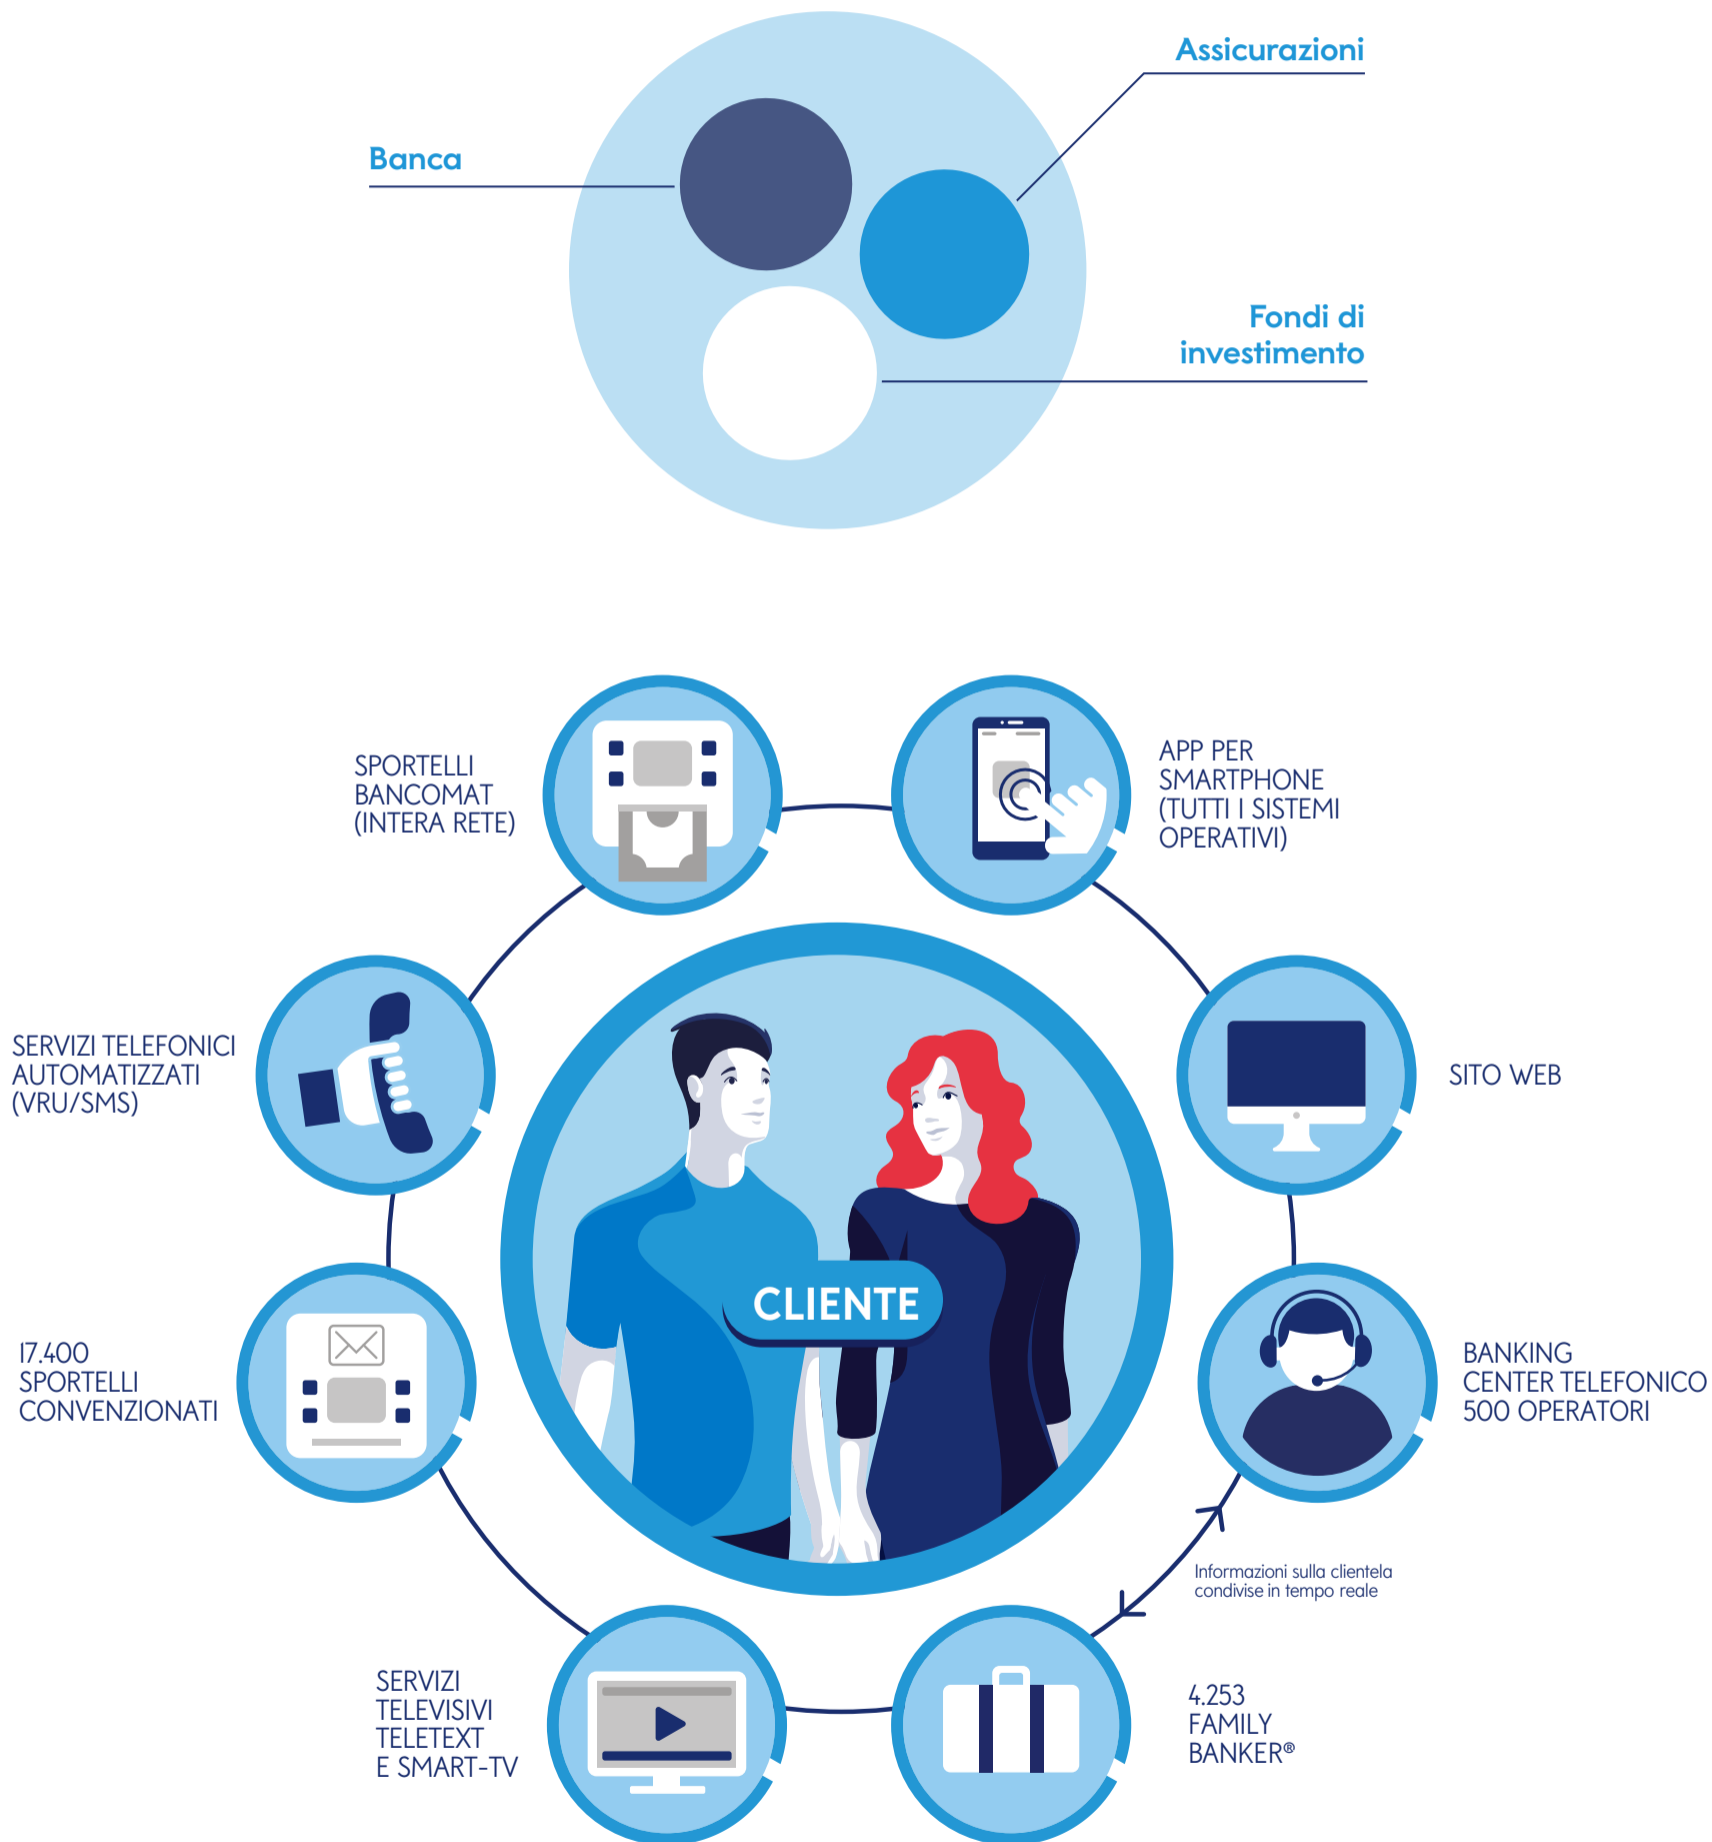 Assicurazioni
Banca
Fondi di
investimento
SPORTELLI
BANCOMAT
(INTERA RETE)
APP PER
SMARTPHONE
(TUTTI I SISTEMI
OPERATIVI)
SERVIZI TELEFONICI
AUTOMATIZZATI
(VRU/SMS)
SITO WEB
CLIENTE
17.400
SPORTELLI
CONVENZIONATI
BANKING
CENTER TELEFONICO
500 OPERATORI
Informazioni sulla clientela
condivise in tempo reale
SERVIZI
TELEVISIVI
TELETEXT
E SMART-TV
4.253
FAMILY
BANKER®